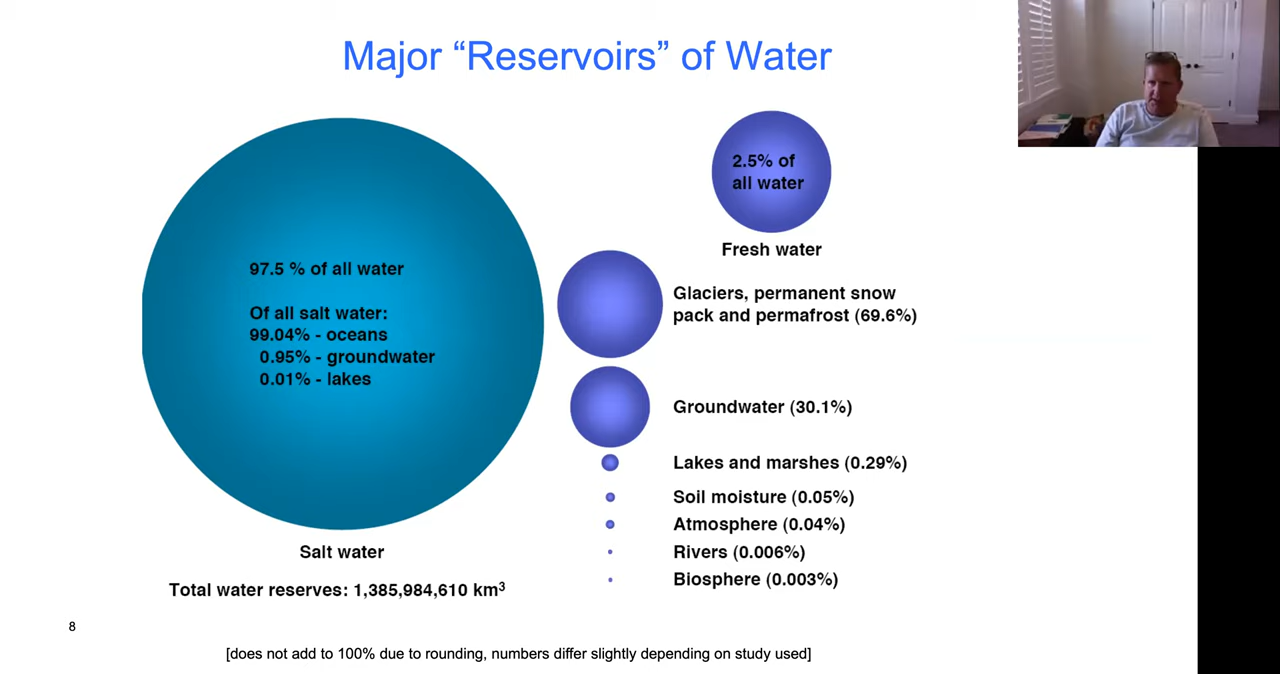 Major “Reservoirs” of Water
97.5 % of all water
Of all salt water:
99.04% - oceans
0.95% - groundwater
0.01% - lakes
Salt water
Total water reserves: 1,385,984,610 km³
2.5% of
all water
Fresh water
Glaciers, permanent snow
pack and permafrost (69.6%)
Groundwater (30.1%)
Lakes and marshes (0.29%)
Soil moisture (0.05%)
Atmosphere (0.04%)
Rivers (0.006%)
Biosphere (0.003%)
8
[does not add to 100% due to rounding, numbers differ slightly depending on study used]